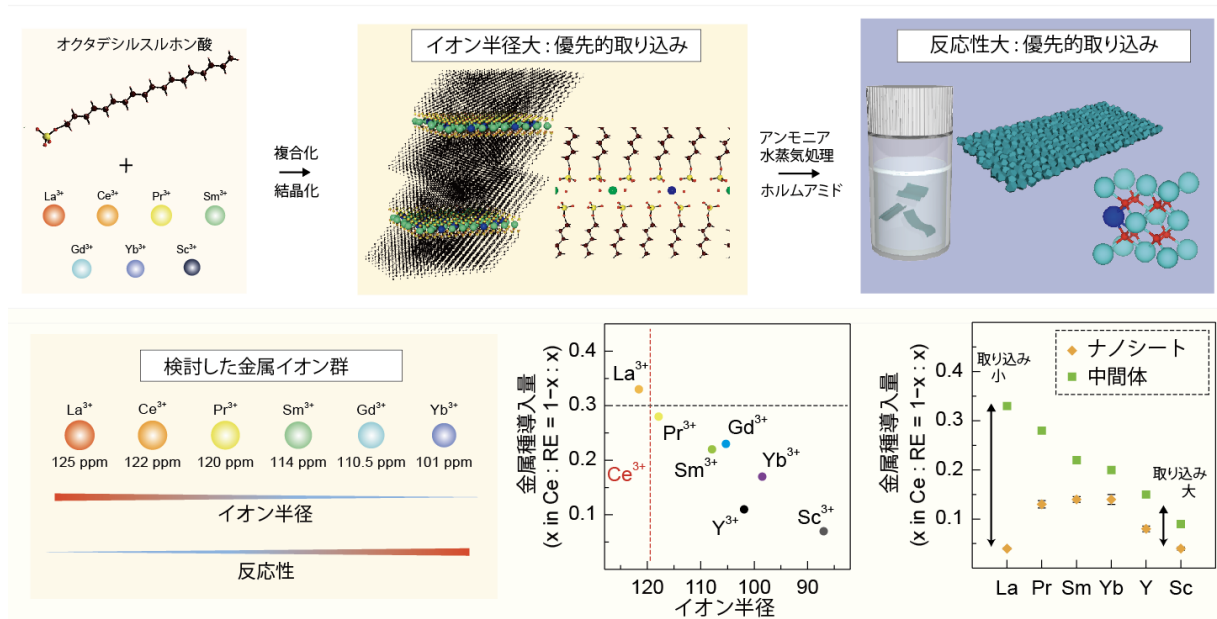 オクタデシルスルホン酸
+
La³⁺ Ce³⁺ Pr³⁺ Sm³⁺
Gd³⁺ Yb³⁺ Sc³⁺
複合化
結晶化
イオン半径大：優先的取り込み
アンモニア
水蒸気処理
ホルムアミド
反応性大：優先的取り込み
検討した金属イオン群
La³⁺ Ce³⁺ Pr³⁺ Sm³⁺ Gd³⁺ Yb³⁺
125 ppm 122 ppm 120 ppm 114 ppm 110.5 ppm 101 ppm
イオン半径
反応性
金属種導入量
(x in Ce : RE = 1−x : x)
0.4
0.3
0.2
0.1
La³⁺
Pr³⁺
Gd³⁺
Sm³⁺
Ce³⁺
Yb³⁺
Y³⁺
Sc³⁺
120 110 100 90
イオン半径
金属種導入量
(x in Ce : RE = 1−x : x)
0.4
0.3
0.2
0.1
ナノシート
中間体
取り込み
小
取り込み
大
La Pr Sm Yb Y Sc